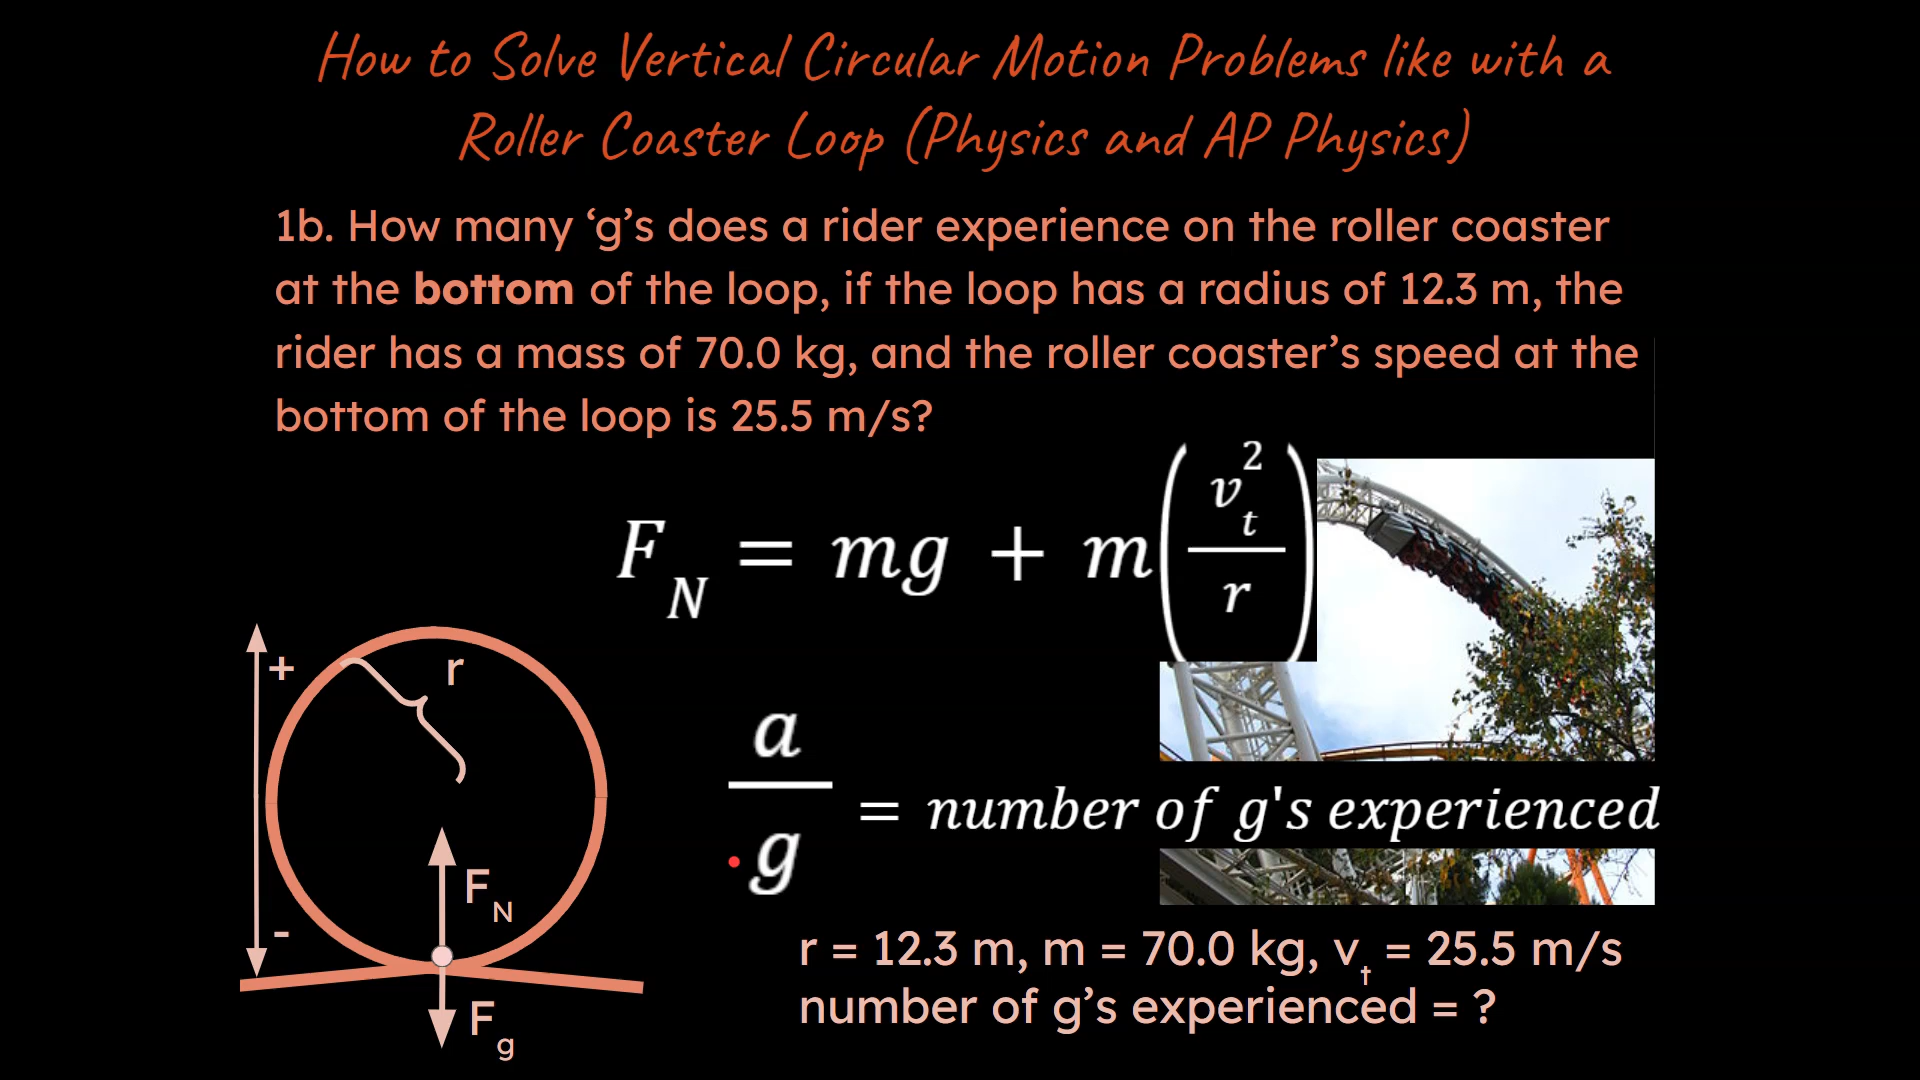 How to Solve Vertical Circular Motion Problems like with a
Roller Coaster Loop (Physics and AP Physics)
1b. How many ‘g’s does a rider experience on the roller coaster
at the bottom of the loop, if the loop has a radius of 12.3 m, the
rider has a mass of 70.0 kg, and the roller coaster’s speed at the
bottom of the loop is 25.5 m/s?
F_N = mg + m(v_t^2/r)
+
r
a/g = number of g's experienced
F_N
-
F_g
r = 12.3 m, m = 70.0 kg, v_t = 25.5 m/s
number of g’s experienced = ?